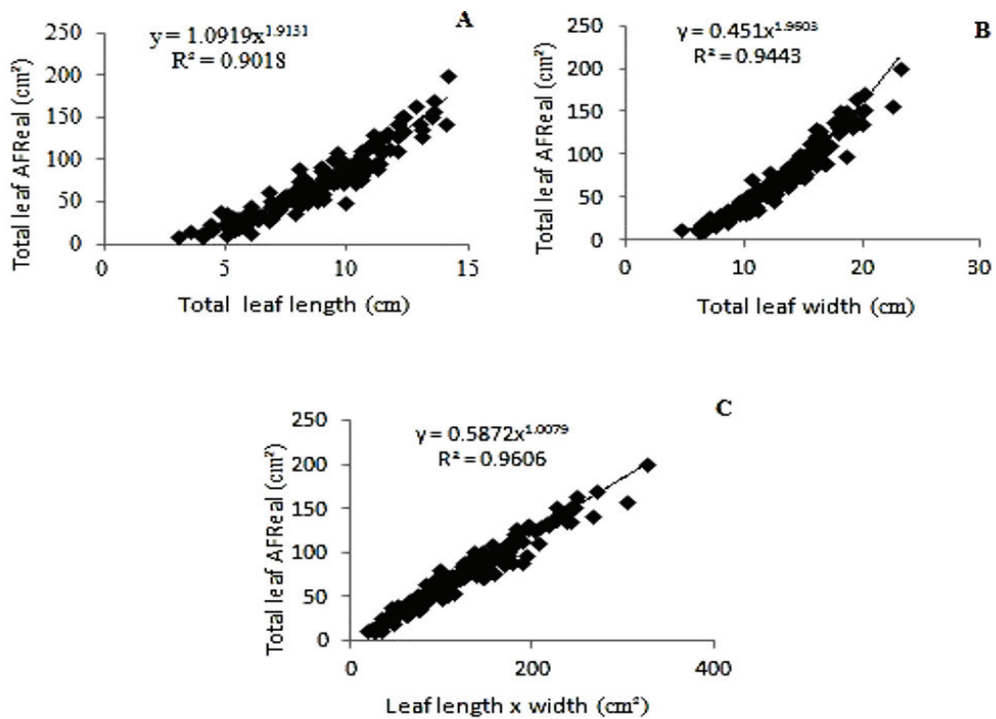 A
y = 1.0919x^1.9131
R² = 0.9018
Total leaf AFReal (cm²)
250
200
150
100
50
0
0 5 10 15
Total leaf length (cm)
B
y = 0.451x^1.9603
R² = 0.9443
Total leaf AFReal (cm²)
250
200
150
100
50
0
0 10 20 30
Total leaf width (cm)
C
y = 0.5872x^1.0079
R² = 0.9606
Total leaf AFReal (cm²)
250
200
150
100
50
0
0 200 400
Leaf length x width (cm²)